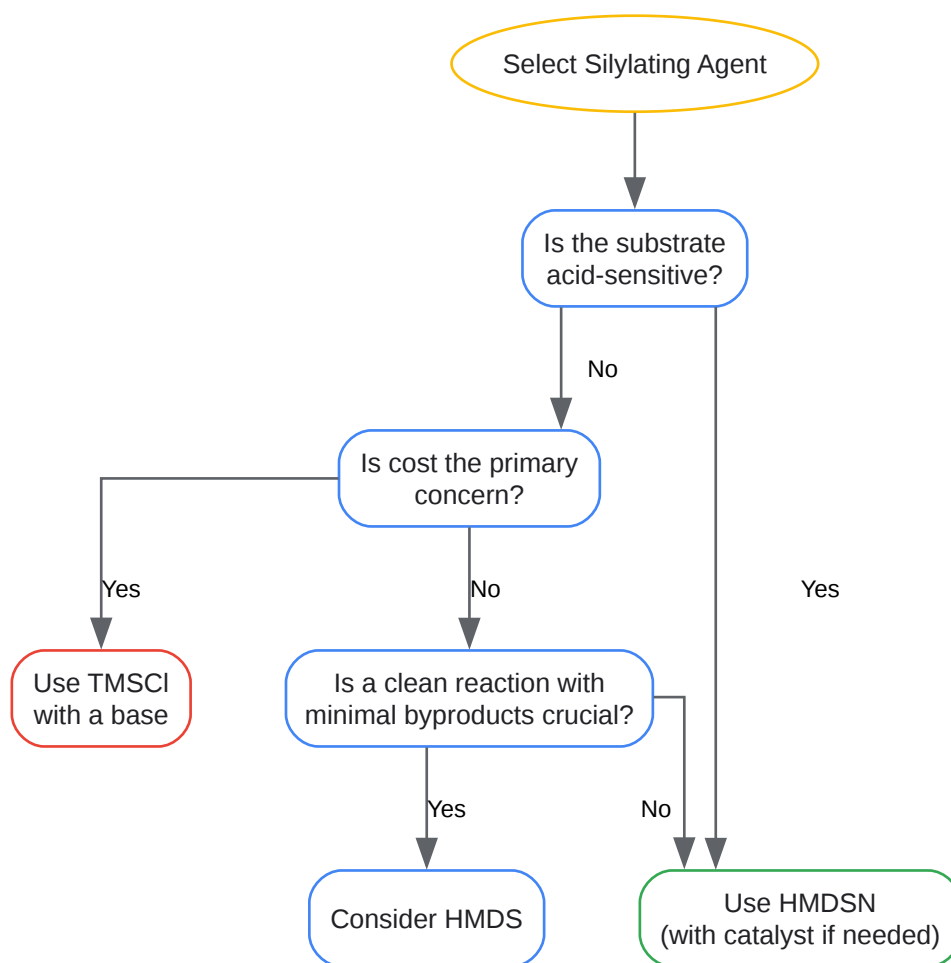 Select Silylating Agent
Is the substrate
acid-sensitive?
No
Is cost the primary
concern?
Yes
No
Yes
Use TMSCl
with a base
Is a clean reaction with
minimal byproducts crucial?
Yes
No
Consider HMDS
Use HMDSN
(with catalyst if needed)